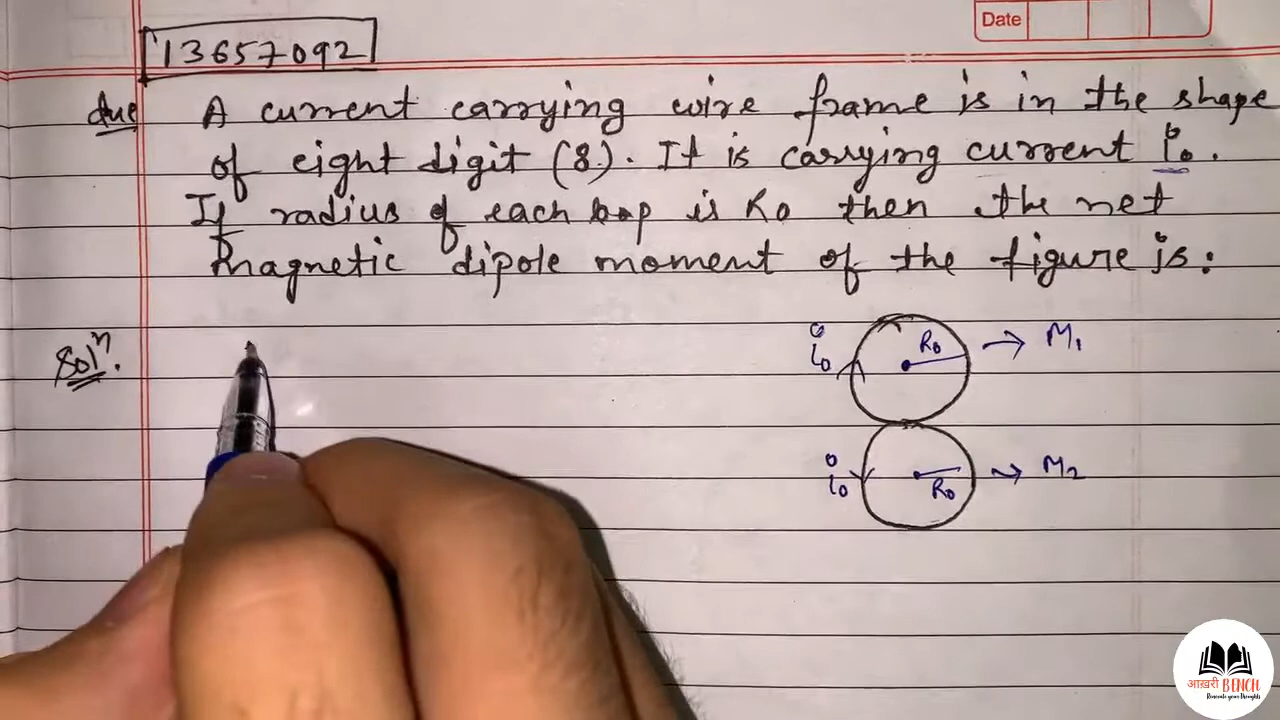 Date
13657092
Que A current carrying wire frame is in the shape
of eight digit (8). It is carrying current i₀.
If radius of each loop is R₀ then the net
magnetic dipole moment of the figure is:
Solⁿ.
i₀ R₀ → M₁
i₀ R₀ → M₂
आख़री BENCH